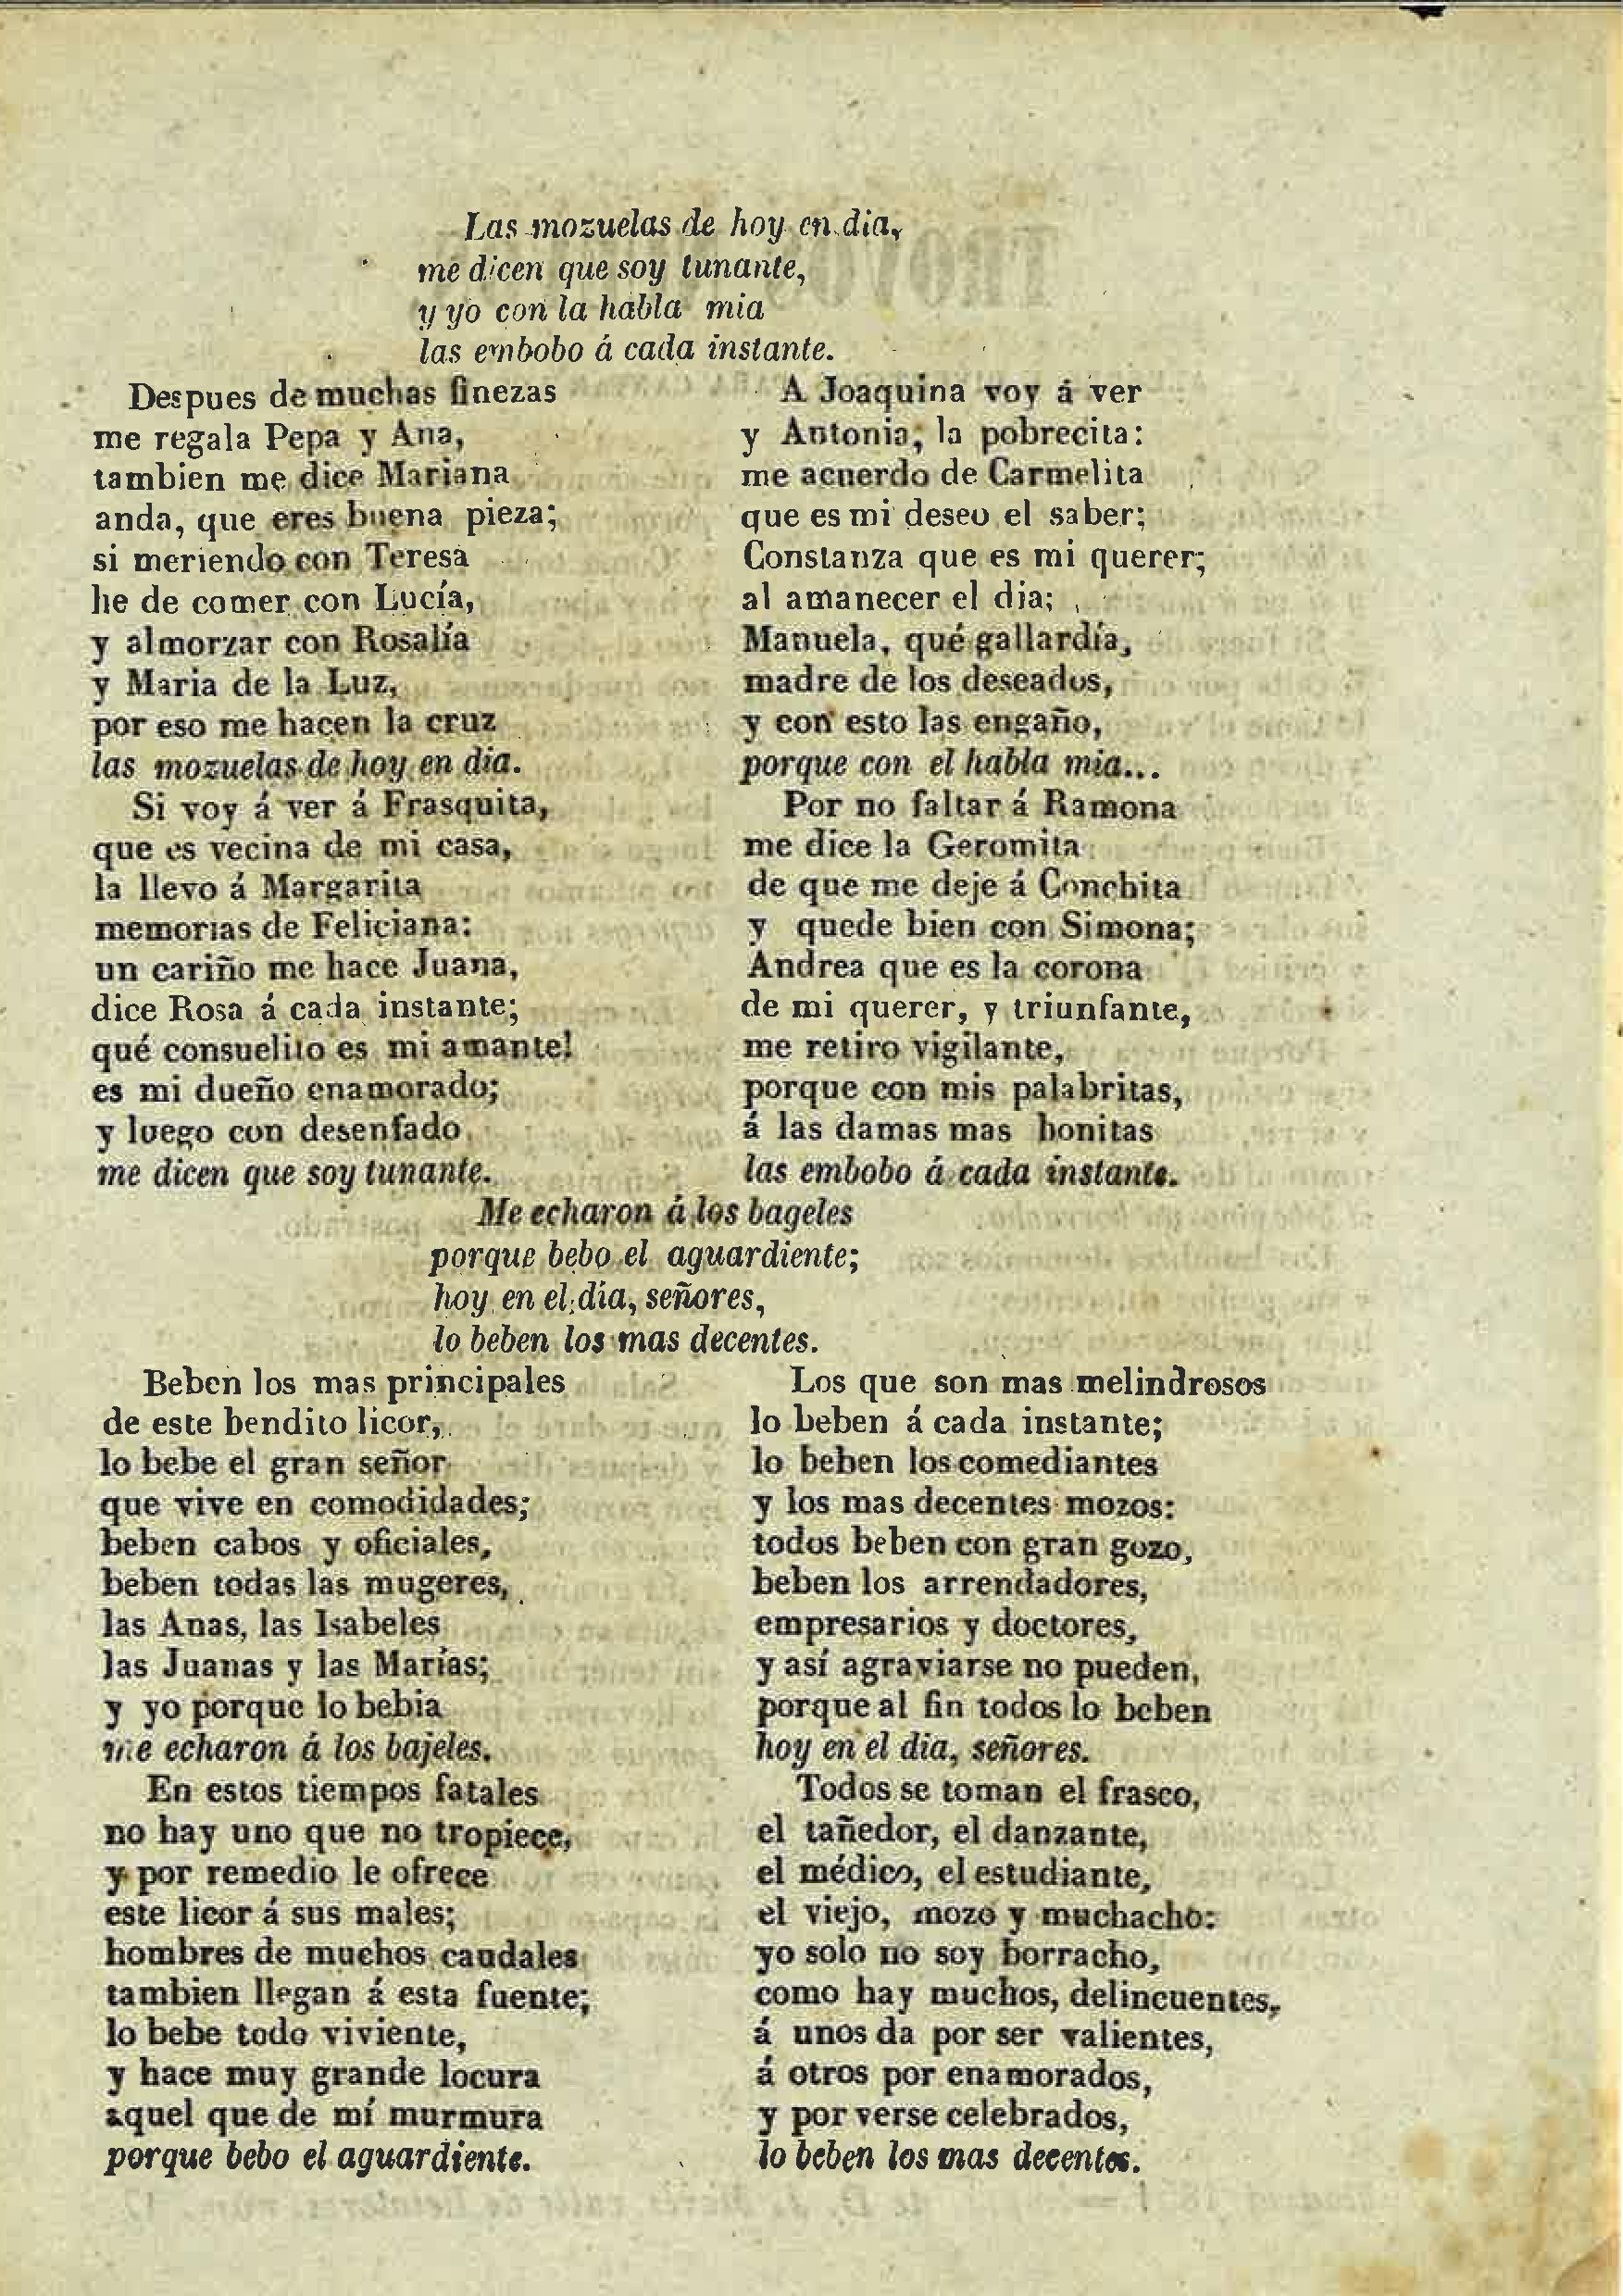 Las mozuelas de hoy en dia,
me dicen que soy tunante,
y yo con la habla mia
las embobo á cada instante.
Despues de muchas finezas
me regala Pepa y Ana,
tambien me dice Mariana
anda, que eres buena pieza;
si meriendo con Teresa
he de comer con Lucía,
y almorzar con Rosalía
y Maria de la Luz,
por eso me hacen la cruz
las mozuelas de hoy en dia.
Si voy á ver á Frasquita,
que es vecina de mi casa,
la llevo á Margarita
memorias de Feliciana:
un cariño me hace Juana,
dice Rosa á cada instante;
qué consuelito es mi amante!
es mi dueño enamorado;
y luego con desenfado
me dicen que soy tunante.
A Joaquina voy á ver
y Antonia, la pobrecita:
me acuerdo de Carmelita
que es mi deseo el saber;
Constanza que es mi querer;
al amanecer el dia;
Manuela, qué gallardía,
madre de los deseados,
y con esto las engaño,
porque con el habla mia...
Por no faltar á Ramona
me dice la Geromita
de que me deje á Conchita
y quede bien con Simona;
Andrea que es la corona
de mi querer, y triunfante,
me retiro vigilante,
porque con mis palabritas,
á las damas mas bonitas
las embobo á cada instante.
Me echaron á los bageles
porque bebo el aguardiente;
hoy en el dia, señores,
lo beben los mas decentes.
Beben los mas principales
de este bendito licor,
lo bebe el gran señor
que vive en comodidades;
beben cabos y oficiales,
beben todas las mugeres,
las Anas, las Isabeles
las Juanas y las Marías;
y yo porque lo bebia
me echaron á los bajeles.
En estos tiempos fatales
no hay uno que no tropiece,
y por remedio le ofrece
este licor á sus males;
hombres de muchos caudales
tambien llegan á esta fuente;
lo bebe todo viviente,
y hace muy grande locura
aquel que de mí murmura
porque bebo el aguardiente.
Los que son mas melindrosos
lo beben á cada instante;
lo beben los comediantes
y los mas decentes mozos:
todos beben con gran gozo,
beben los arrendadores,
empresarios y doctores,
y así agraviarse no pueden,
porque al fin todos lo beben
hoy en el dia, señores.
Todos se toman el frasco,
el tañedor, el danzante,
el médico, el estudiante,
el viejo, mozo y muchacho:
yo solo no soy borracho,
como hay muchos, delincuentes,
á unos da por ser valientes,
á otros por enamorados,
y por verse celebrados,
lo beben los mas decentes.